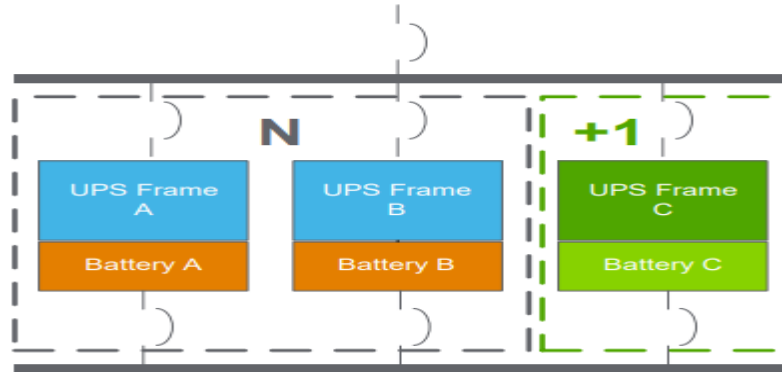 N
+1
UPS Frame
A
UPS Frame
B
UPS Frame
C
Battery A
Battery B
Battery C